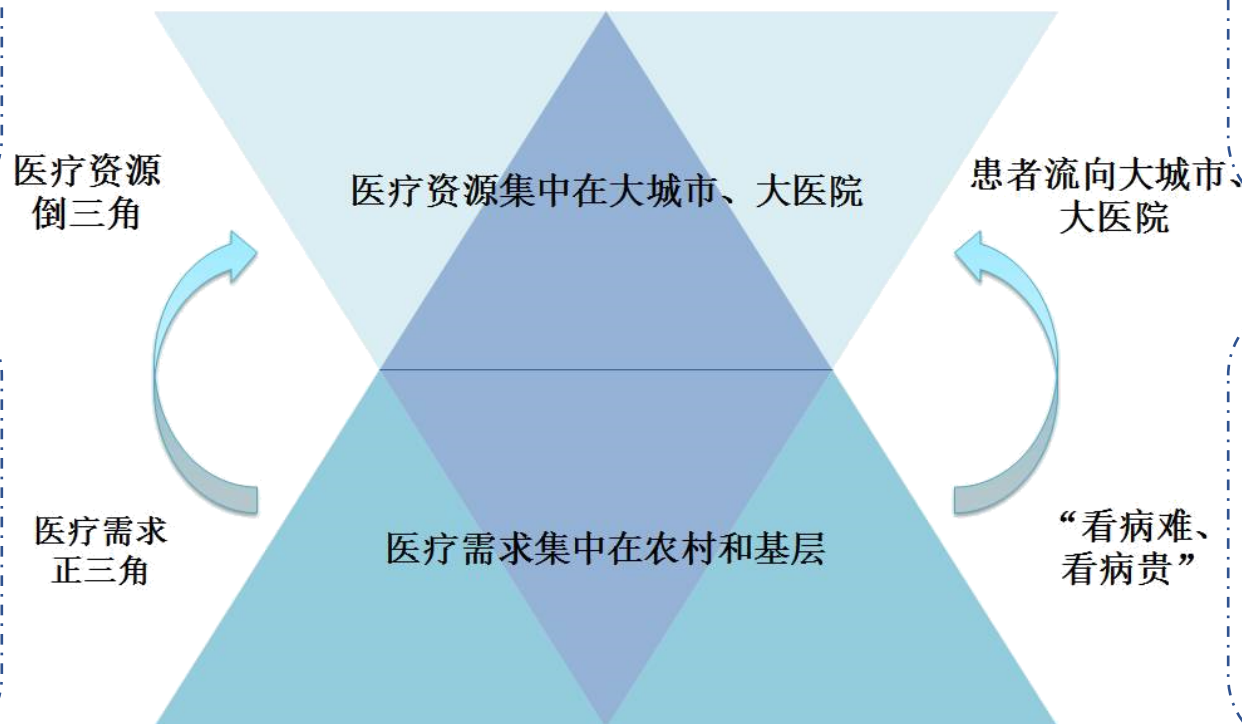 医疗资源
倒三角
医疗资源集中在大城市、大医院
患者流向大城市、
大医院
医疗需求
正三角
医疗需求集中在农村和基层
“看病难、
看病贵”